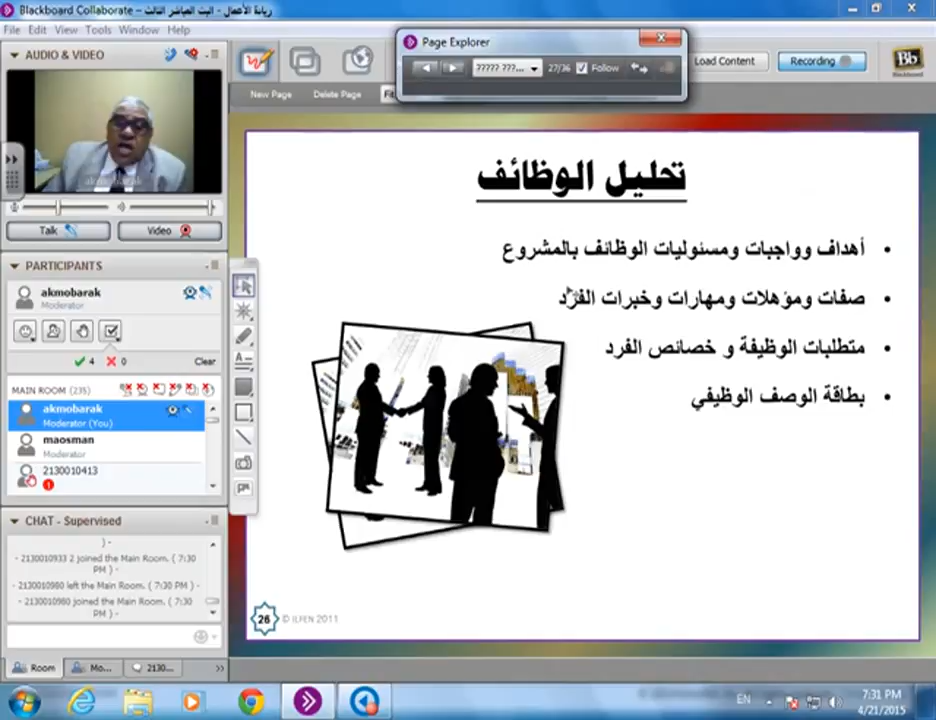 Blackboard Collaborate – ريادة الأعمال - البث المباشر الثالث
File Edit View Tools Window Help
AUDIO & VIDEO
akmobarak
Talk
Video
PARTICIPANTS
akmobarak
Moderator
4
0
Clear
MAIN ROOM (235)
akmobarak
Moderator (You)
maosman
Moderator
2130010413
1
CHAT - Supervised
) -
- 2130010933 2 joined the Main Room. ( 7:30
PM ) -
- 2130010980 left the Main Room. ( 7:30 PM ) -
- 2130010980 joined the Main Room. ( 7:30
PM ) -
Room
Mo...
2130...
Page Explorer
????? ???...
27/36
Follow
Load Content
Recording
Bb
Blackboard
New Page
Delete Page
تحليل الوظائف
• أهداف وواجبات ومسئوليات الوظائف بالمشروع
• صفات ومؤهلات ومهارات وخبرات الفرد
• متطلبات الوظيفة و خصائص الفرد
• بطاقة الوصف الوظيفي
26
© ILFEN 2011
EN
7:31 PM
4/21/2015